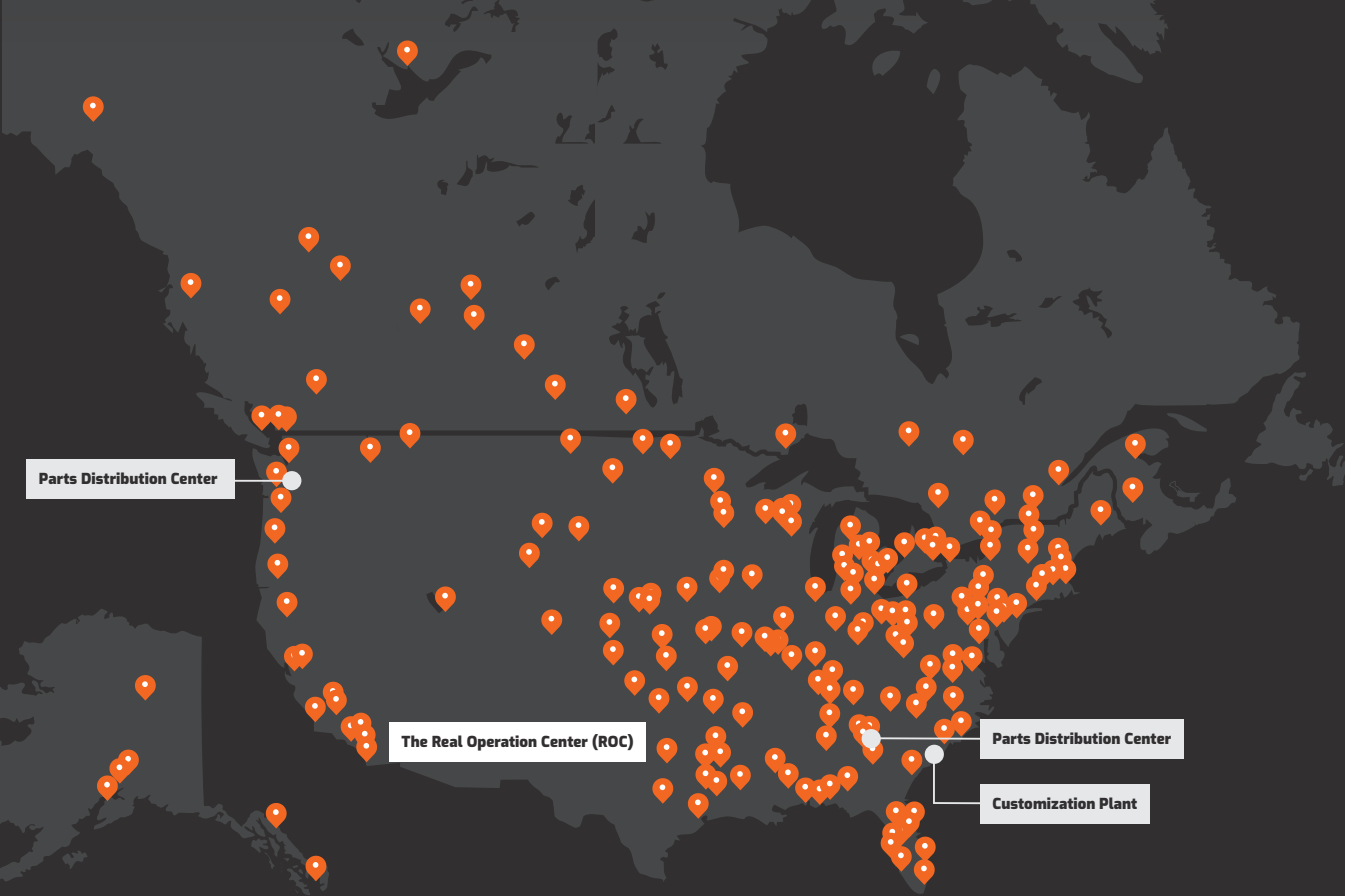 Parts Distribution Center
The Real Operation Center (ROC)
Parts Distribution Center
Customization Plant